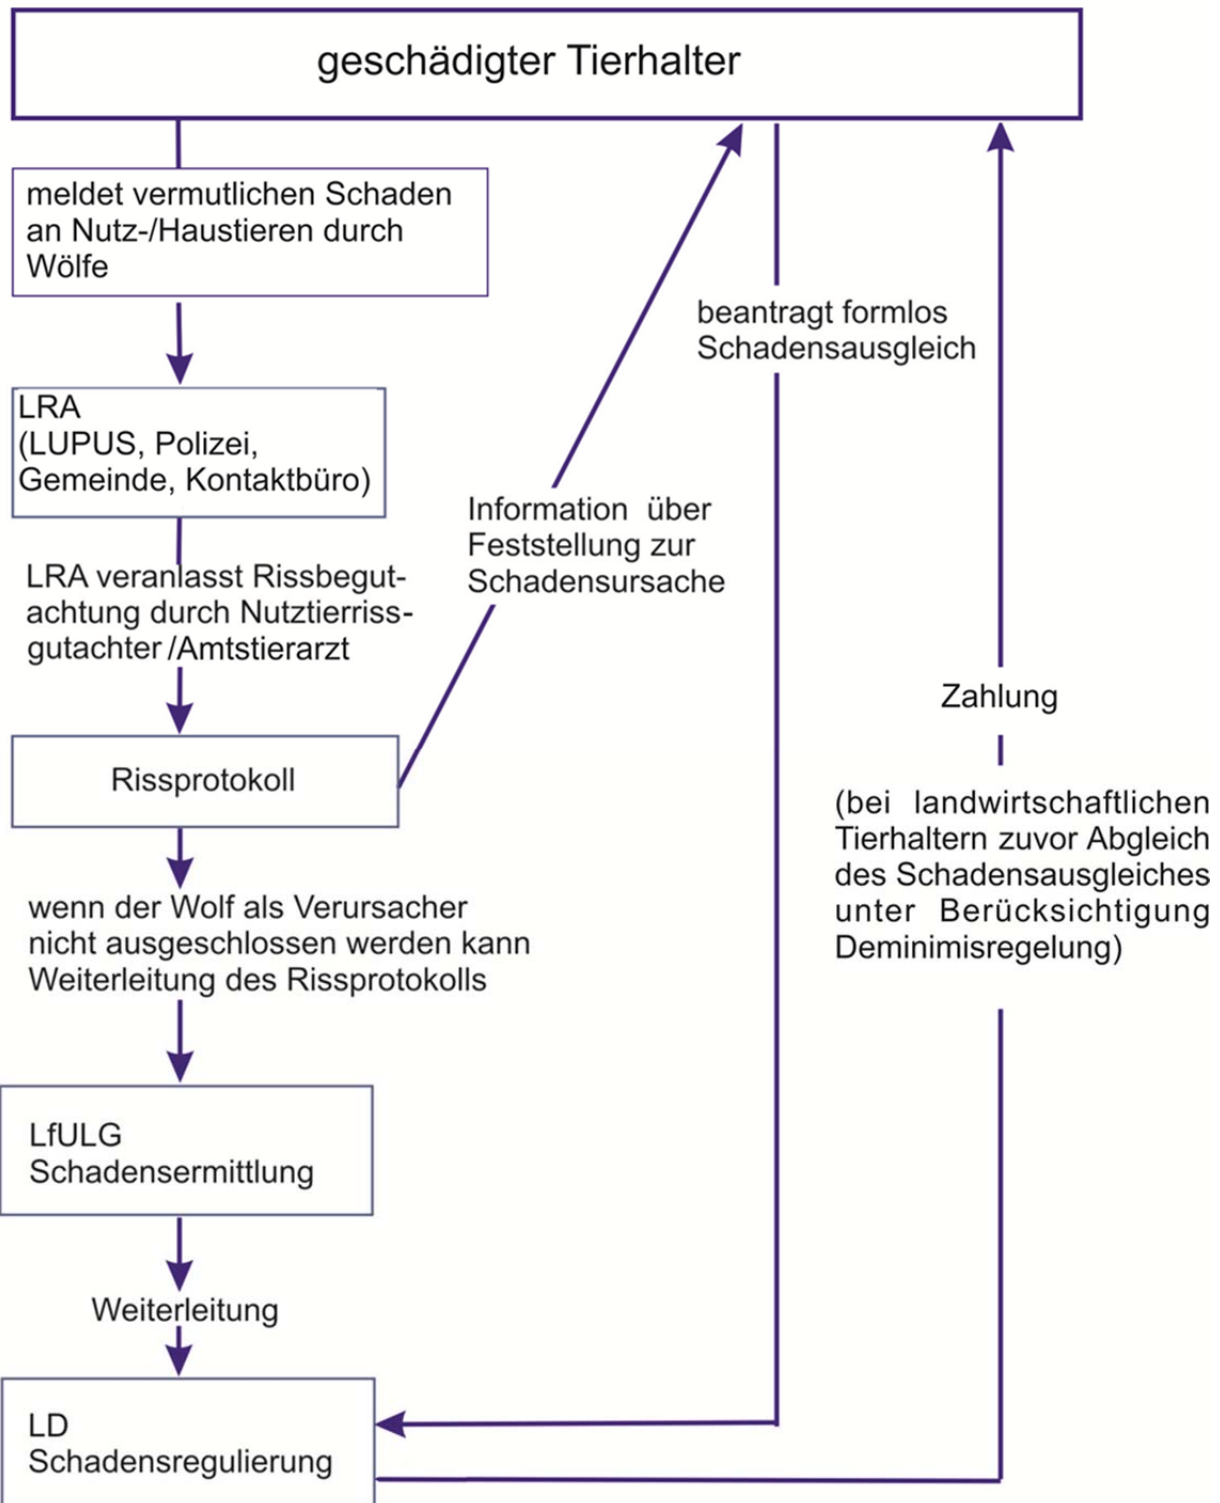 geschädigter Tierhalter
meldet vermutlichen Schaden
an Nutz-/Haustieren durch
Wölfe
beantragt formlos
Schadensausgleich
LRA
(LUPUS, Polizei,
Gemeinde, Kontaktbüro)
Information über
Feststellung zur
Schadensursache
LRA veranlasst Rissbegut-
achtung durch Nutztierriss-
gutachter/Amtstierarzt
Zahlung
Rissprotokoll
(bei landwirtschaftlichen
Tierhaltern zuvor Abgleich
des Schadensausgleiches
unter Berücksichtigung
Deminimisregelung)
wenn der Wolf als Verursacher
nicht ausgeschlossen werden kann
Weiterleitung des Rissprotokolls
LfULG
Schadensermittlung
Weiterleitung
LD
Schadensregulierung